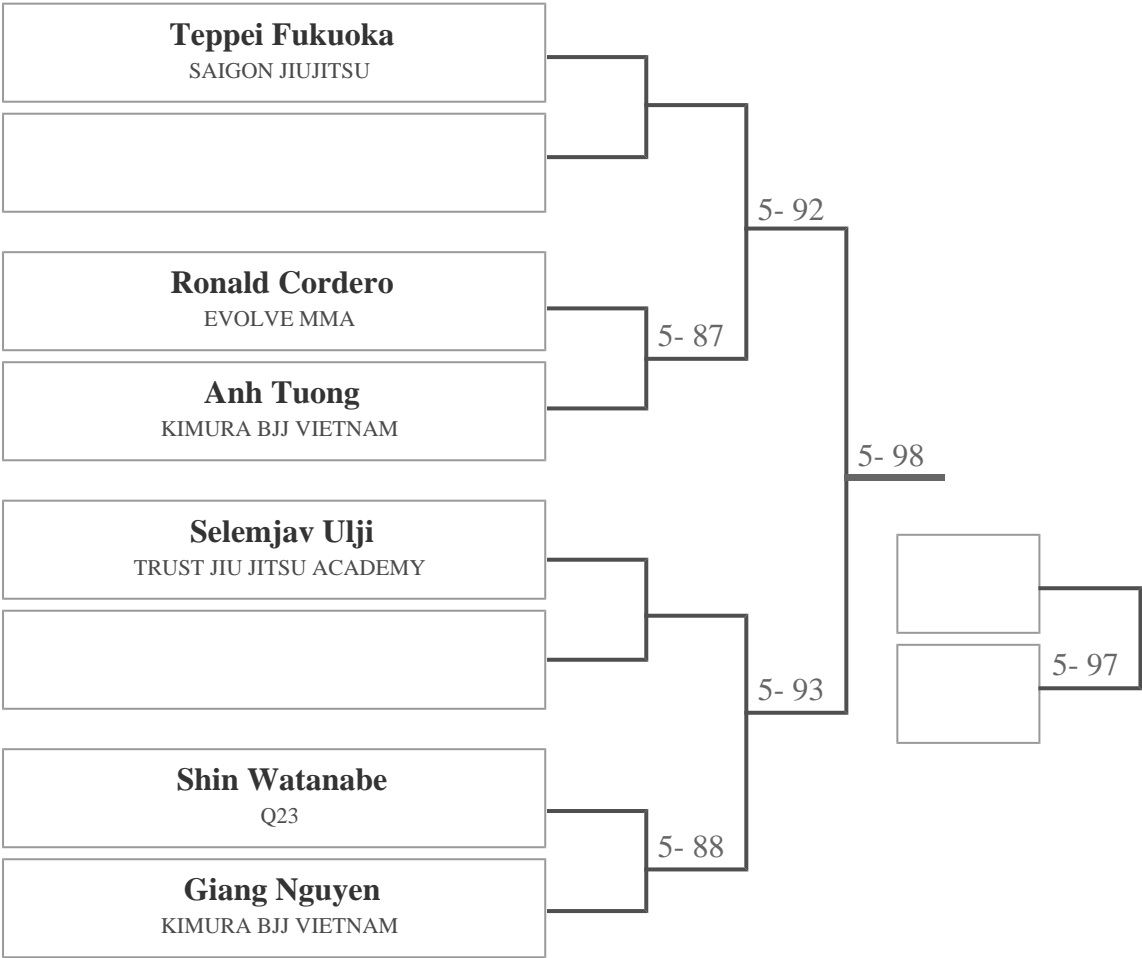 Teppei Fukuoka
SAIGON JIUJITSU
5- 92
Ronald Cordero
EVOLVE MMA
5- 87
Anh Tuong
KIMURA BJJ VIETNAM
5- 98
Selemjav Ulji
TRUST JIU JITSU ACADEMY
5- 97
5- 93
Shin Watanabe
Q23
5- 88
Giang Nguyen
KIMURA BJJ VIETNAM